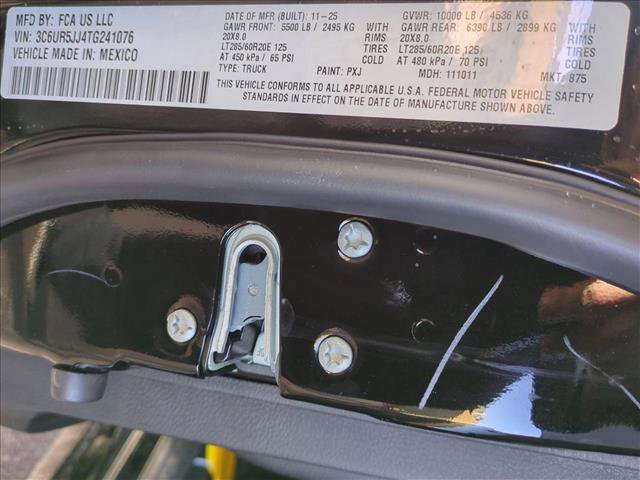 MFD BY: FCA US LLC
DATE OF MFR (BUILT): 11-25
GVWR: 10000 LB / 4536 KG
VIN: 3C6UR5JJ4TG241076
GAWR FRONT: 5500 LB / 2495 KG WITH
GAWR REAR: 6390 LB / 2899 KG WITH
VEHICLE MADE IN: MEXICO
20X8.0 RIMS
20X8.0 RIMS
LT285/60R20E 125 TIRES
LT285/60R20E 125 TIRES
AT 450 kPa / 65 PSI COLD
AT 480 kPa / 70 PSI COLD
TYPE: TRUCK
PAINT: PXJ
MDH: 111011
MKT: 875
THIS VEHICLE CONFORMS TO ALL APPLICABLE U.S.A. FEDERAL MOTOR VEHICLE SAFETY
STANDARDS IN EFFECT ON THE DATE OF MANUFACTURE SHOWN ABOVE.